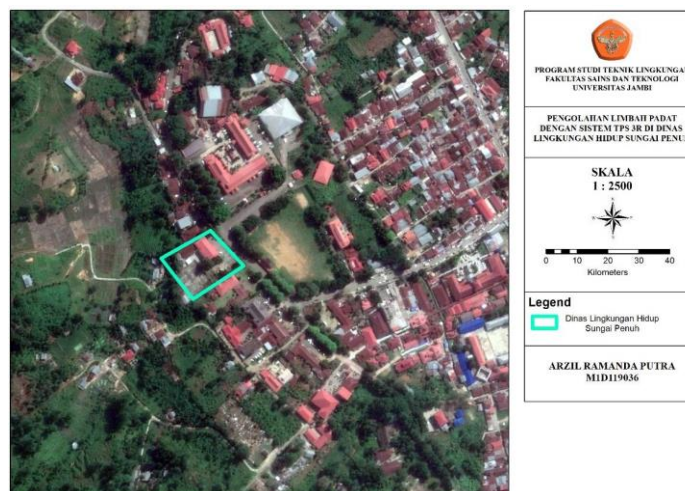 PROGRAM STUDI TEKNIK LINGKUNGAN
FAKULTAS SAINS DAN TEKNOLOGI
UNIVERSITAS JAMBI
PENGOLAHAN LIMBAH PADAT
DENGAN SISTEM TPS 3R DI DINAS
LINGKUNGAN HIDUP SUNGAI PENUH
SKALA
1 : 2500
0 10 20 30 40
Kilometers
Legend
Dinas Lingkungan Hidup
Sungai Penuh
ARZIL RAMANDA PUTRA
M1D119036